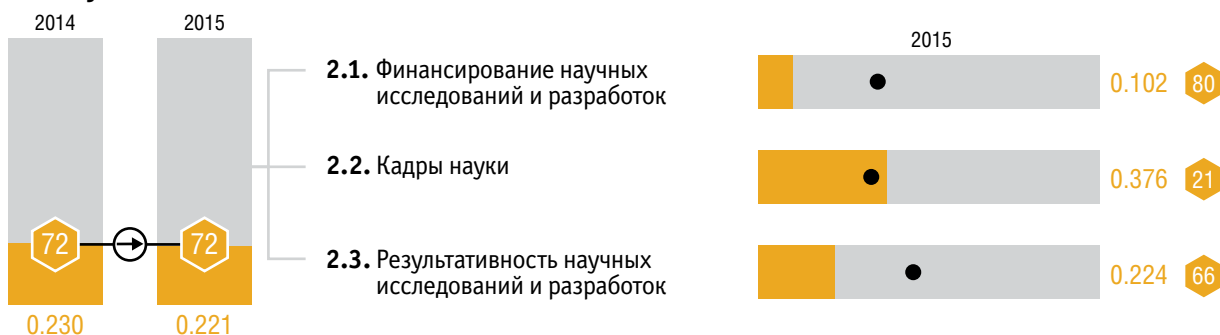 2014
2015
72
72
0.230
0.221
2.1. Финансирование научных
исследований и разработок
2.2. Кадры науки
2.3. Результативность научных
исследований и разработок
2015
0.102
80
0.376
21
0.224
66